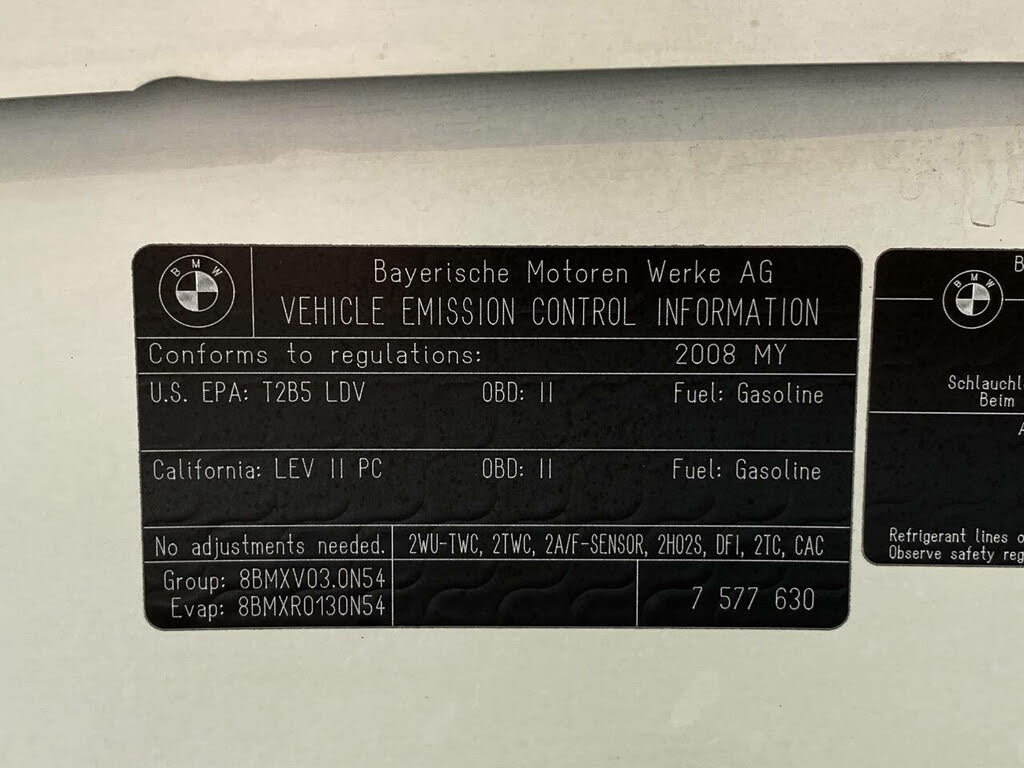 BMW
Bayerische Motoren Werke AG
VEHICLE EMISSION CONTROL INFORMATION
Conforms to regulations: 2008 MY
U.S. EPA: T2B5 LDV OBD: II Fuel: Gasoline
California: LEV II PC OBD: II Fuel: Gasoline
No adjustments needed. 2WU-TWC, 2TWC, 2A/F-SENSOR, 2HO2S, DFI, 2TC, CAC
Group: 8BMXV03.0N54
Evap: 8BMXR0130N54
7 577 630
BMW
Beim
Refrigerant lines
Observe safety